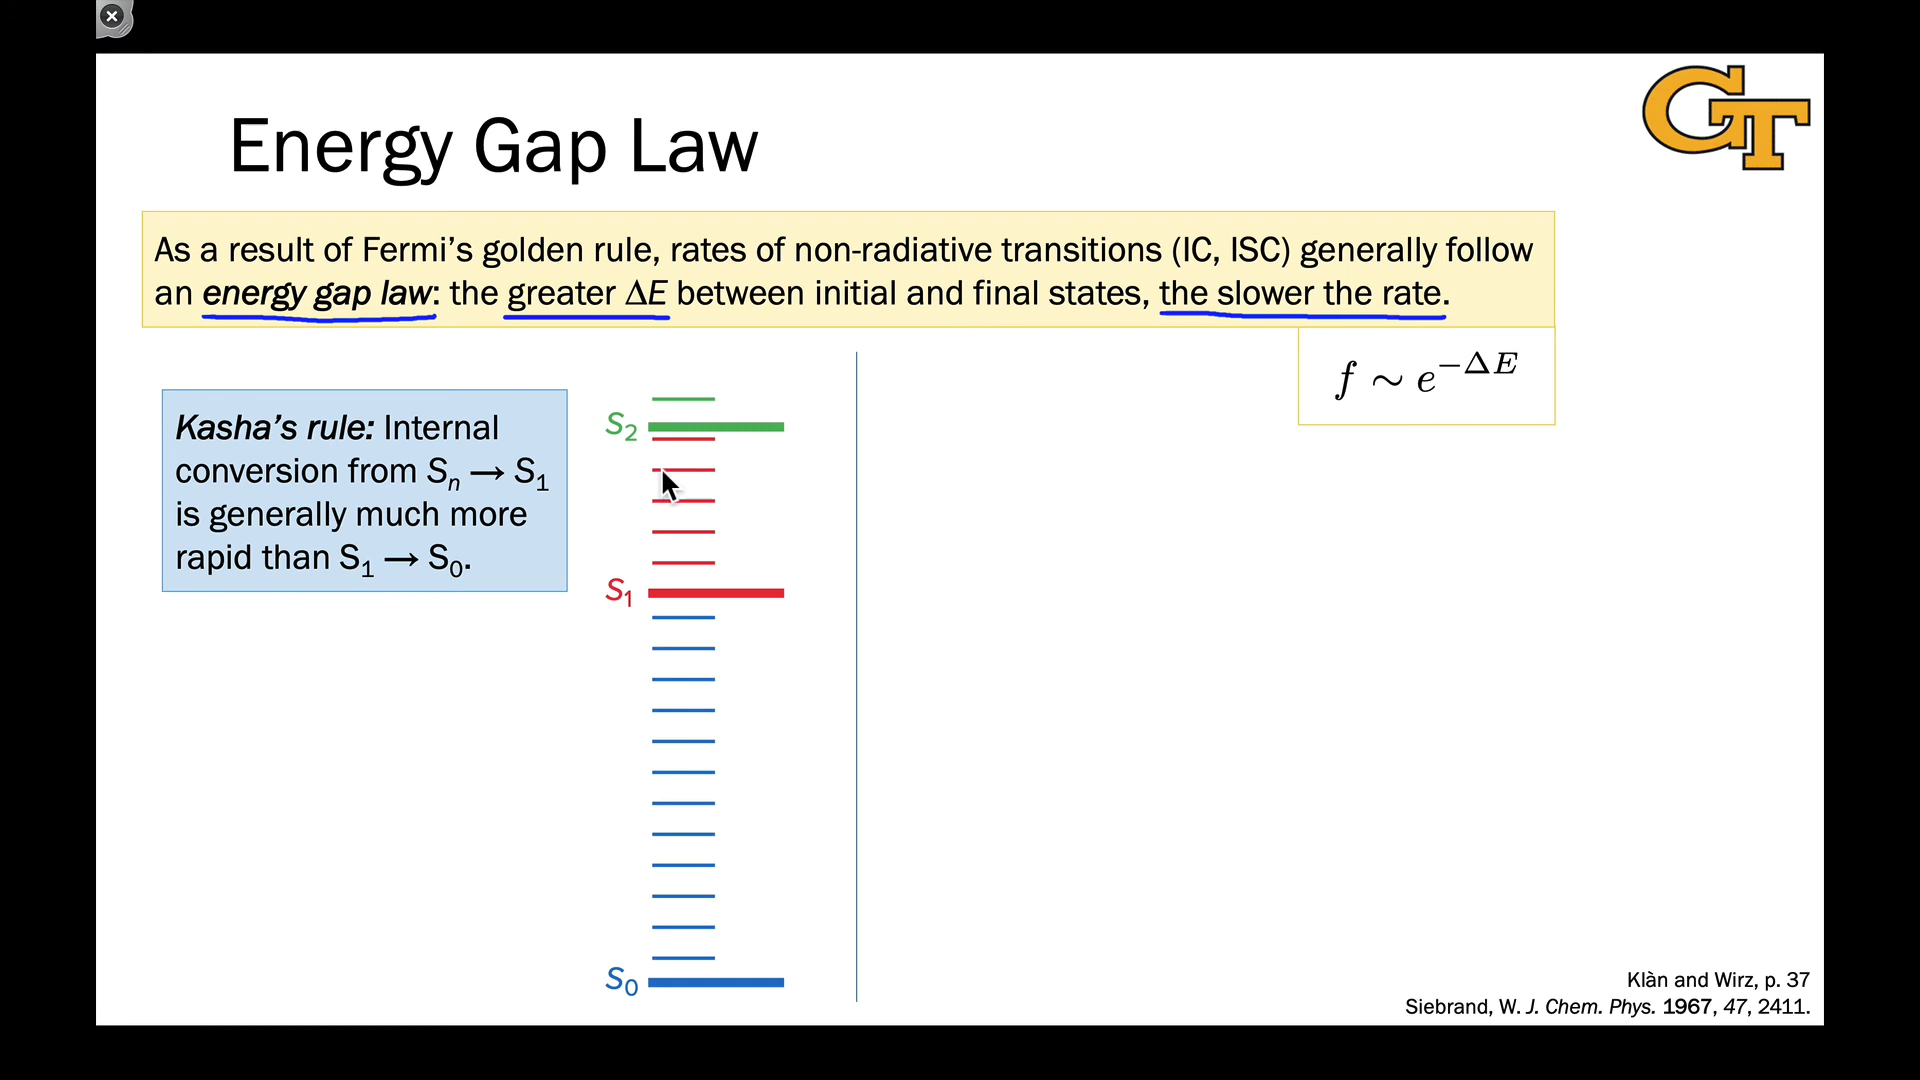 GT
Energy Gap Law
As a result of Fermi’s golden rule, rates of non-radiative transitions (IC, ISC) generally follow
an energy gap law: the greater ΔE between initial and final states, the slower the rate.
f ∼ e^{−ΔE}
Kasha’s rule: Internal
conversion from Sₙ → S₁
is generally much more
rapid than S₁ → S₀.
S₂
S₁
S₀
Klàn and Wirz, p. 37
Siebrand, W. J. Chem. Phys. 1967, 47, 2411.